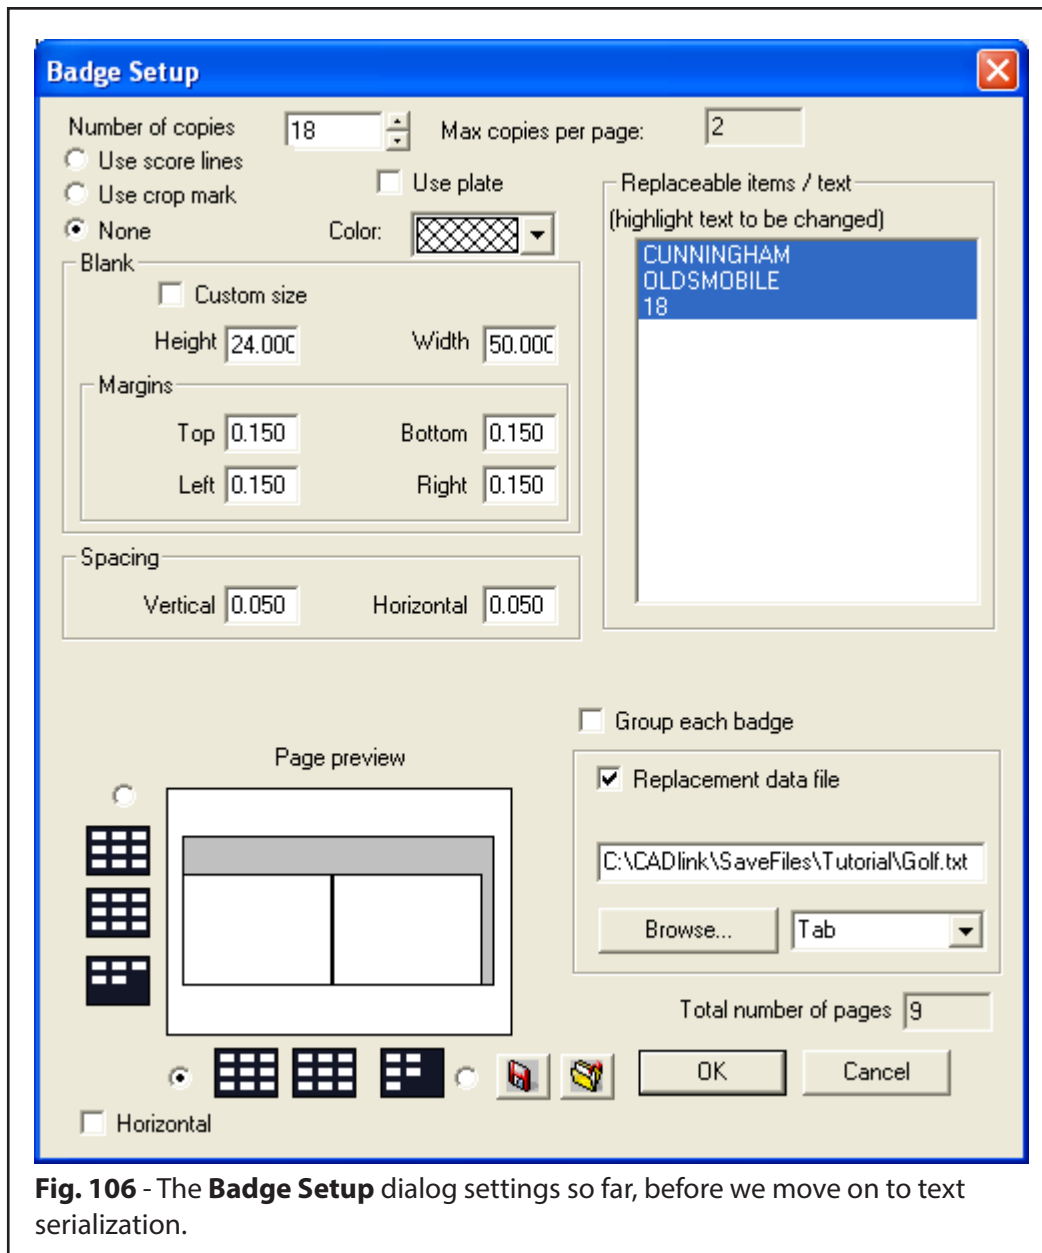 Badge Setup
Number of copies 18 Max copies per page: 2
Use score lines
Use crop mark
None
Use plate
Color:
Blank
Custom size
Height 24.000 Width 50.000
Margins
Top 0.150 Bottom 0.150
Left 0.150 Right 0.150
Spacing
Vertical 0.050 Horizontal 0.050
Replaceable items / text
(highlight text to be changed)
CUNNINGHAM
OLDSMOBILE
18
Group each badge
Page preview
Replacement data file
C:\CADlink\SaveFiles\Tutorial\Golf.txt
Browse... Tab
Total number of pages 9
OK Cancel
Horizontal
Fig. 106 - The Badge Setup dialog settings so far, before we move on to text
serialization.